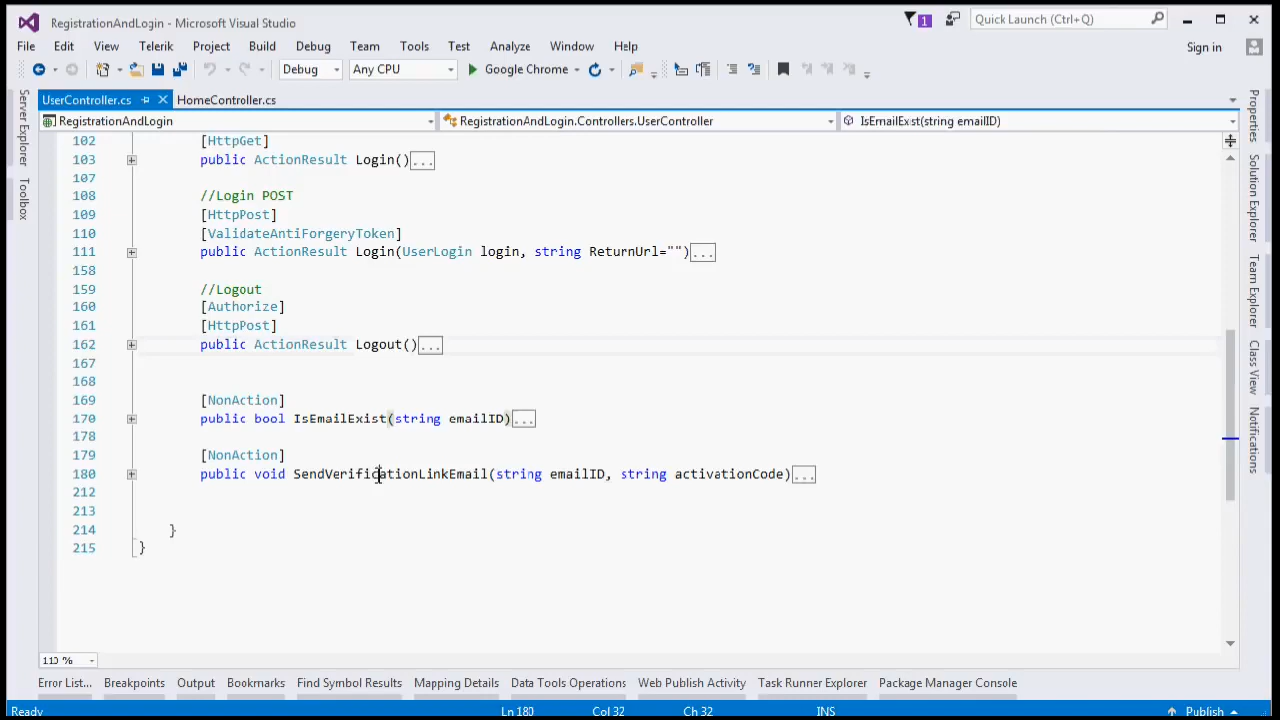 RegistrationAndLogin - Microsoft Visual Studio
1
Quick Launch (Ctrl+Q)
File Edit View Telerik Project Build Debug Team Tools Test Analyze Window Help
Sign in
Debug Any CPU Google Chrome
UserController.cs HomeController.cs
RegistrationAndLogin RegistrationAndLogin.Controllers.UserController IsEmailExist(string emailID)
Server Explorer
Toolbox
102 [HttpGet]
103 public ActionResult Login()...
107
108 //Login POST
109 [HttpPost]
110 [ValidateAntiForgeryToken]
111 public ActionResult Login(UserLogin login, string ReturnUrl="")...
158
159 //Logout
160 [Authorize]
161 [HttpPost]
162 public ActionResult Logout()...
167
168
169 [NonAction]
170 public bool IsEmailExist(string emailID)...
178
179 [NonAction]
180 public void SendVerificationLinkEmail(string emailID, string activationCode)...
212
213
214 }
215 }
Properties
Solution Explorer
Team Explorer
Class View
Notifications
110 %
Error List... Breakpoints Output Bookmarks Find Symbol Results Mapping Details Data Tools Operations Web Publish Activity Task Runner Explorer Package Manager Console
Ready Ln 180 Col 32 Ch 32 INS Publish